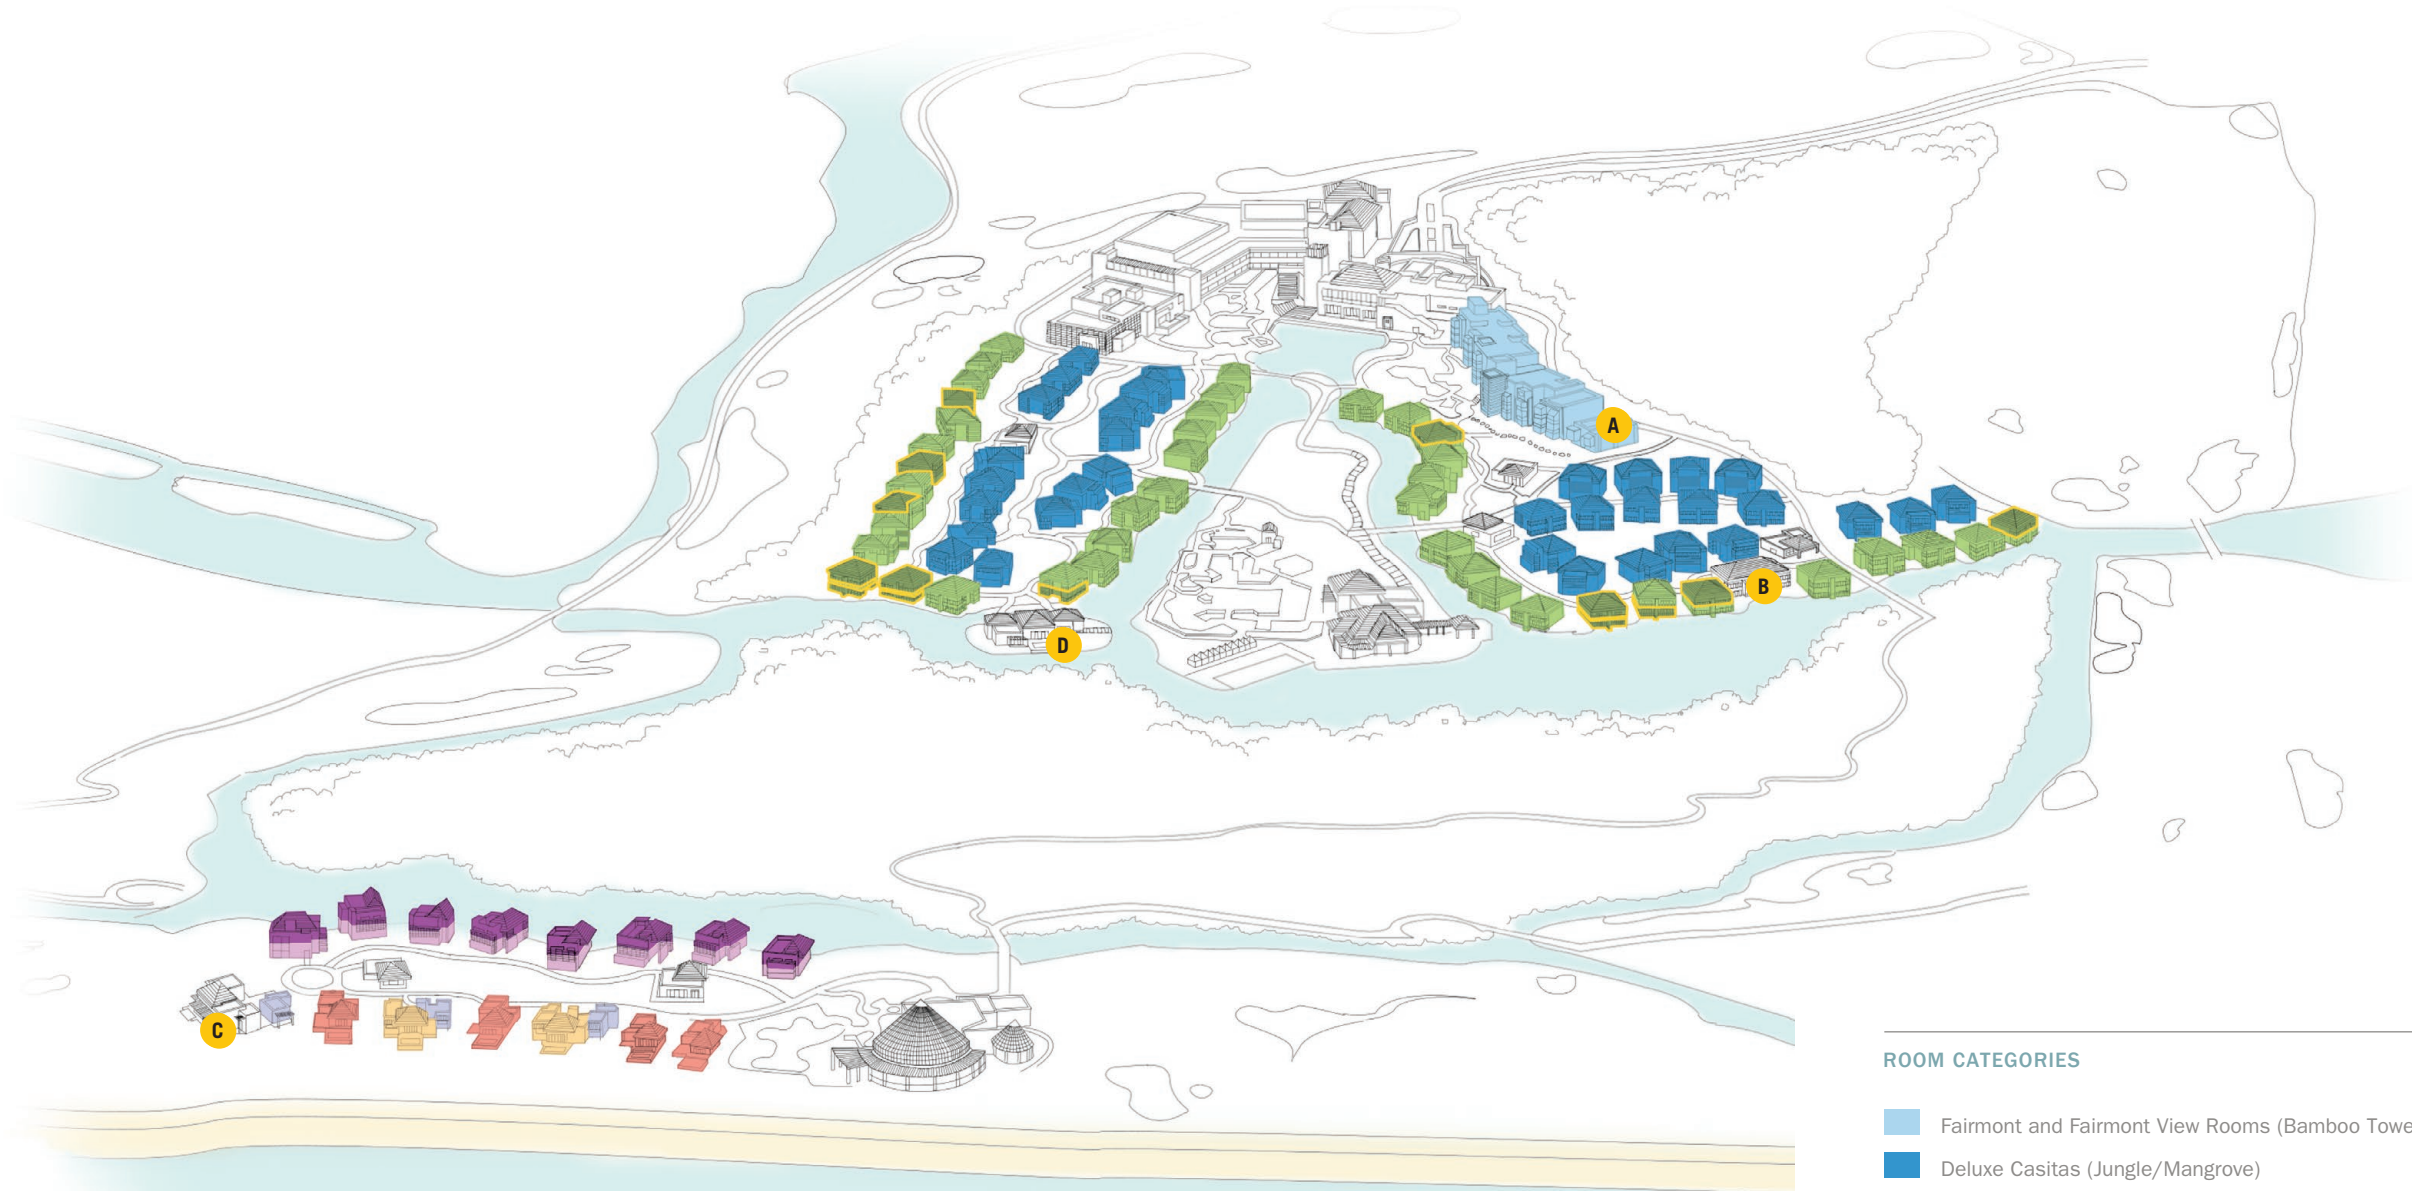 A
B
D
C
ROOM CATEGORIES
Fairmont and Fairmont View Rooms (Bamboo Towe
Deluxe Casitas (Jungle/Mangrove)